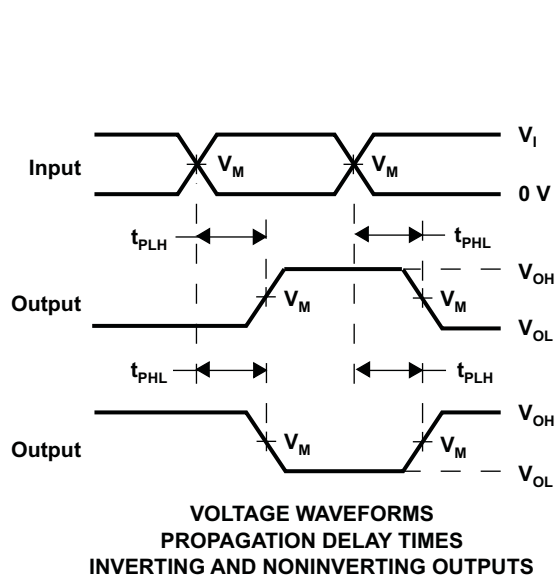 V_I
Input
V_M
V_M
0 V
t_PLH
t_PHL
V_OH
Output
V_M
V_M
V_OL
t_PHL
t_PLH
V_OH
Output
V_M
V_M
V_OL
VOLTAGE WAVEFORMS
PROPAGATION DELAY TIMES
INVERTING AND NONINVERTING OUTPUTS